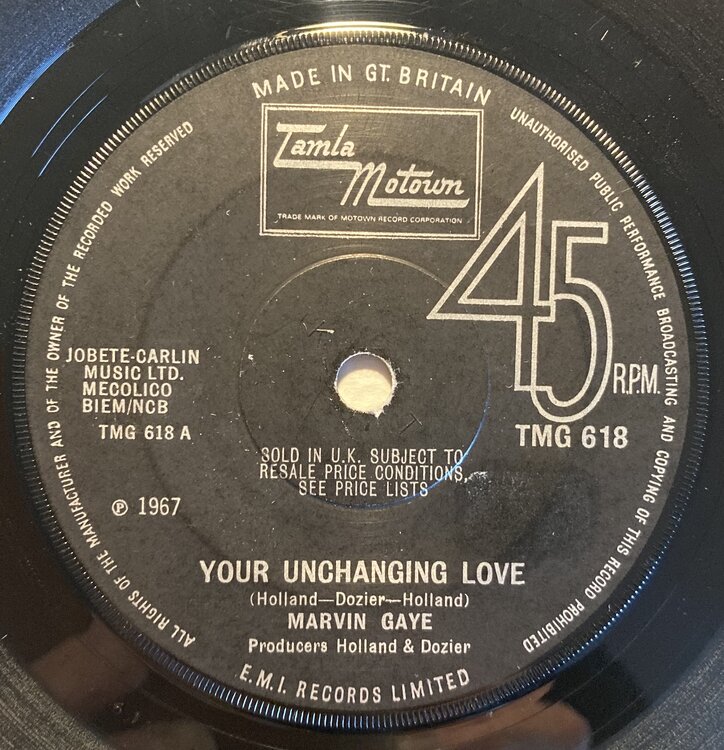 MADE IN GT. BRITAIN
UNAUTHORISED PUBLIC PERFORMANCE BROADCASTING AND COPYING OF THIS RECORD PROHIBITED
ALL RIGHTS OF THE MANUFACTURER AND OF THE OWNER OF THE RECORDED WORK RESERVED
Tamla
Motown
TRADE MARK OF MOTOWN RECORD CORPORATION
45
R.P.M.
JOBETE-CARLIN
MUSIC LTD.
MECOLICO
BIEM/NCB
TMG 618 A
TMG 618
SOLD IN U.K. SUBJECT TO
RESALE PRICE CONDITIONS,
SEE PRICE LISTS
℗ 1967
YOUR UNCHANGING LOVE
(Holland—Dozier—Holland)
MARVIN GAYE
Producers Holland & Dozier
E.M.I. RECORDS LIMITED